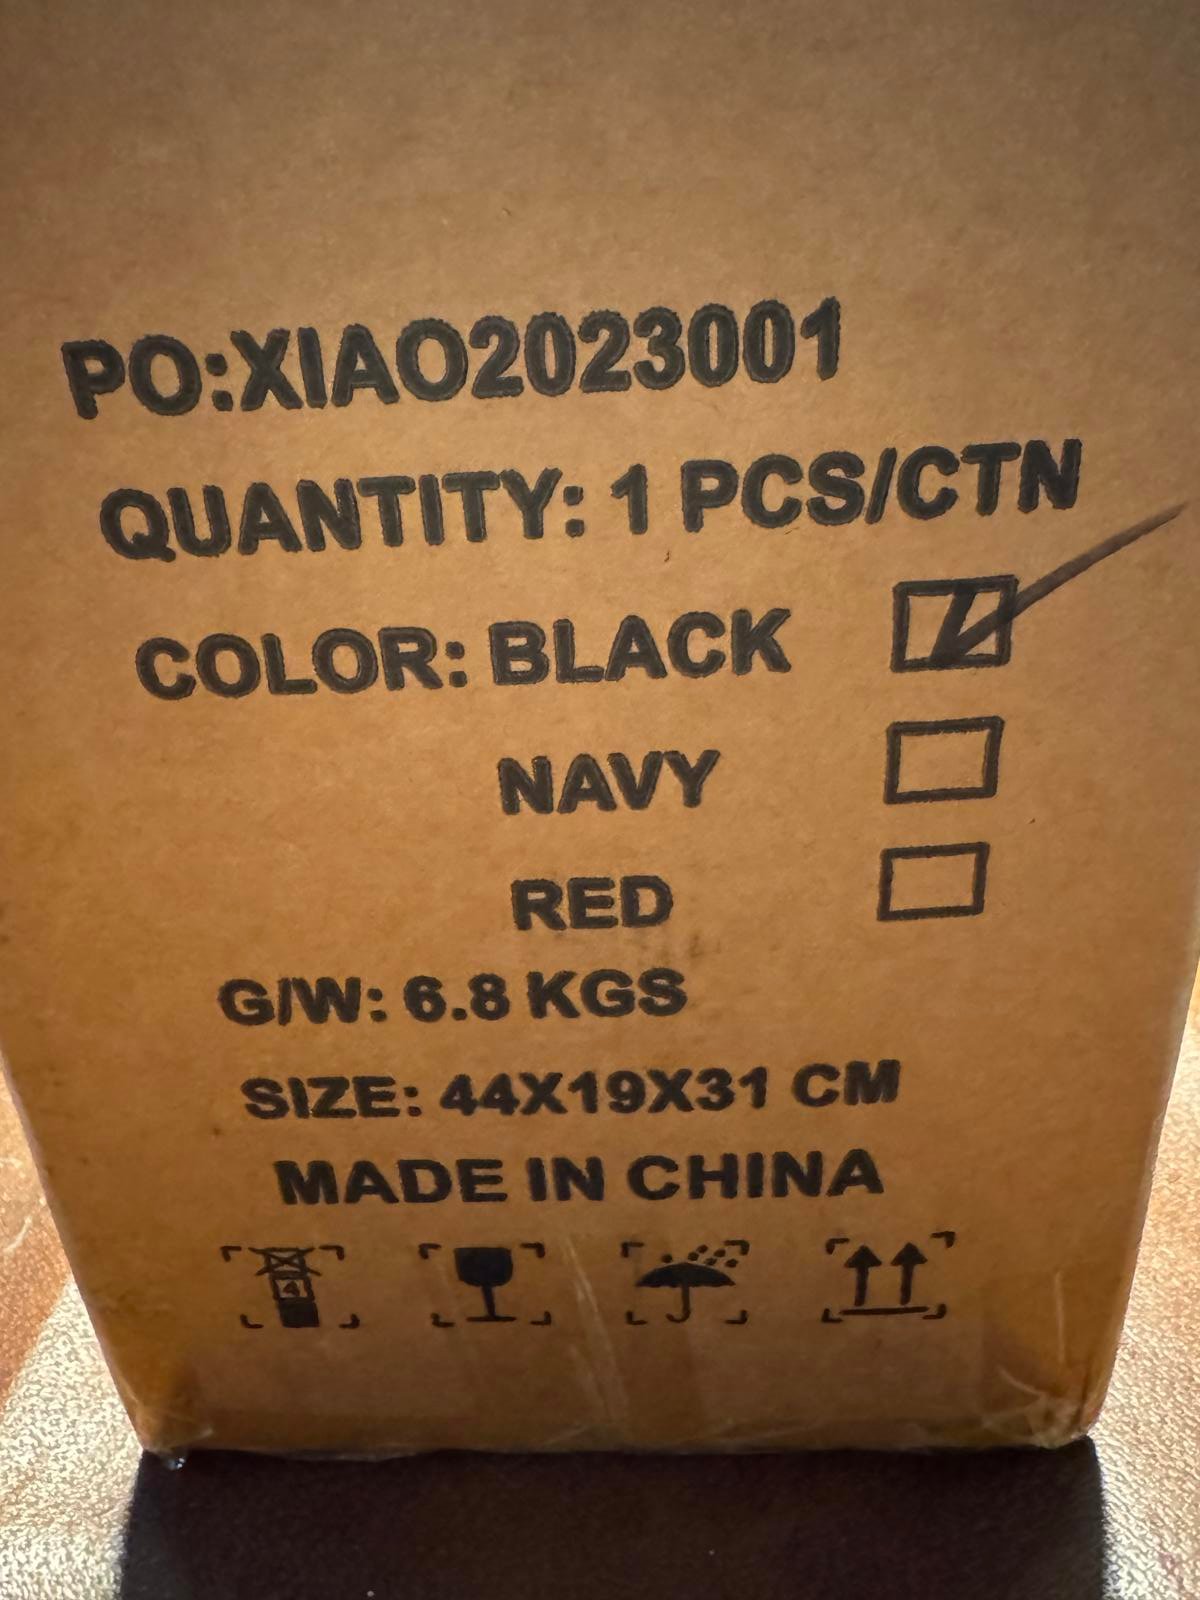 PO:XIAO2023001
QUANTITY: 1 PCS/CTN
COLOR: BLACK
NAVY
RED
G/W: 6.8 KGS
SIZE: 44X19X31 CM
MADE IN CHINA
4